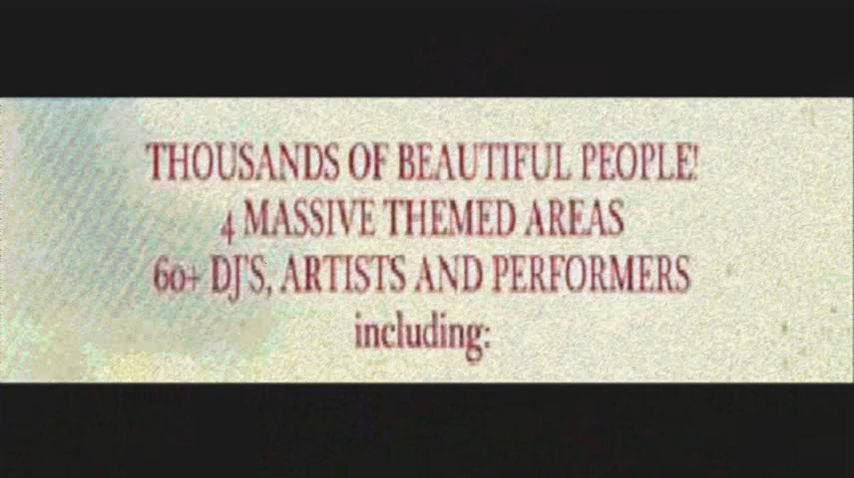 THOUSANDS OF BEAUTIFUL PEOPLE!
4 MASSIVE THEMED AREAS
60+ DJ'S, ARTISTS AND PERFORMERS
including: